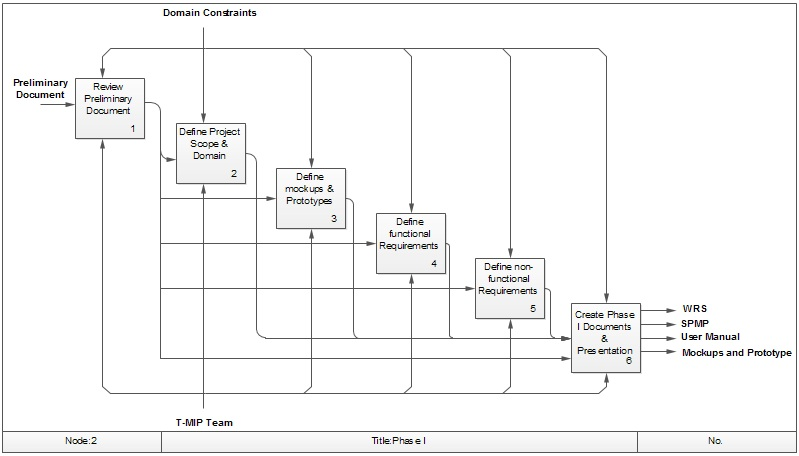 Domain Constraints
Preliminary
Document
Review
Preliminary
Document
1
Define Project
Scope &
Domain
2
Define
mockups &
Prototypes
3
Define
functional
Requirements
4
Define non-
functional
Requirements
5
Create Phase
I Documents
&
Presentation
6
WRS
SPMP
User Manual
Mockups and Prototype
T-MIP Team
Node:2
Title:Phase I
No.